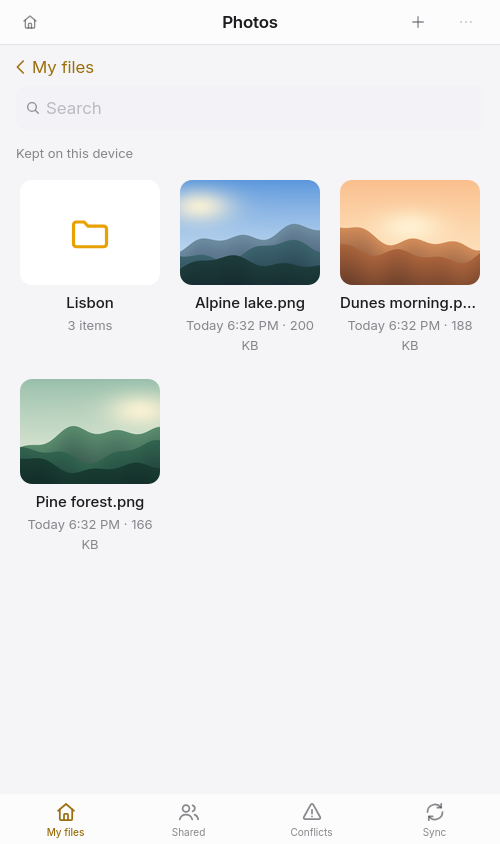 Photos
My files
Search
Kept on this device
Lisbon
3 items
Alpine lake.png
Today 6:32 PM · 200
KB
Dunes morning.p...
Today 6:32 PM · 188
KB
Pine forest.png
Today 6:32 PM · 166
KB
My files
Shared
Conflicts
Sync